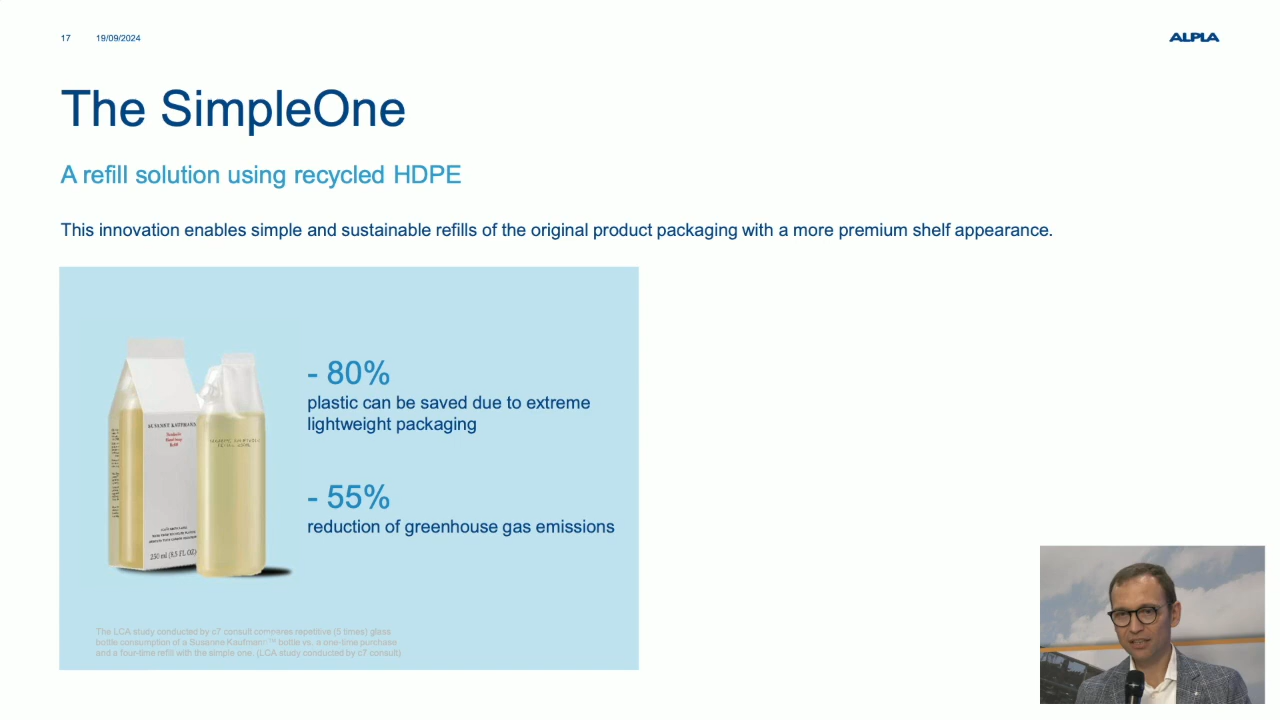 17 19/09/2024
ALPLA
The SimpleOne
A refill solution using recycled HDPE
This innovation enables simple and sustainable refills of the original product packaging with a more premium shelf appearance.
- 80%
plastic can be saved due to extreme
lightweight packaging
- 55%
reduction of greenhouse gas emissions
SUSANNE KAUFMANN
250 ml (9.5 FL OZ)
The LCA study conducted by c7 consult compares repetitive (5 times) glass
bottle consumption of a Susanne Kaufmann™ bottle vs. a one-time purchase
and a four-time refill with the simple one. (LCA study conducted by c7 consult)